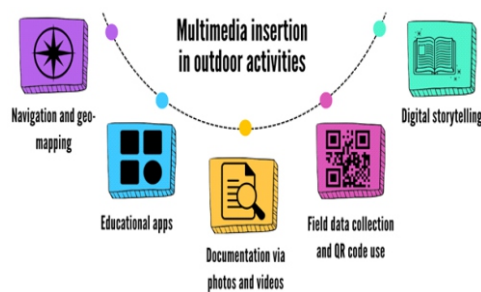 Multimedia insertion
in outdoor activities
Navigation and geo-
mapping
Educational apps
Documentation via
photos and videos
Field data collection
and QR code use
Digital storytelling